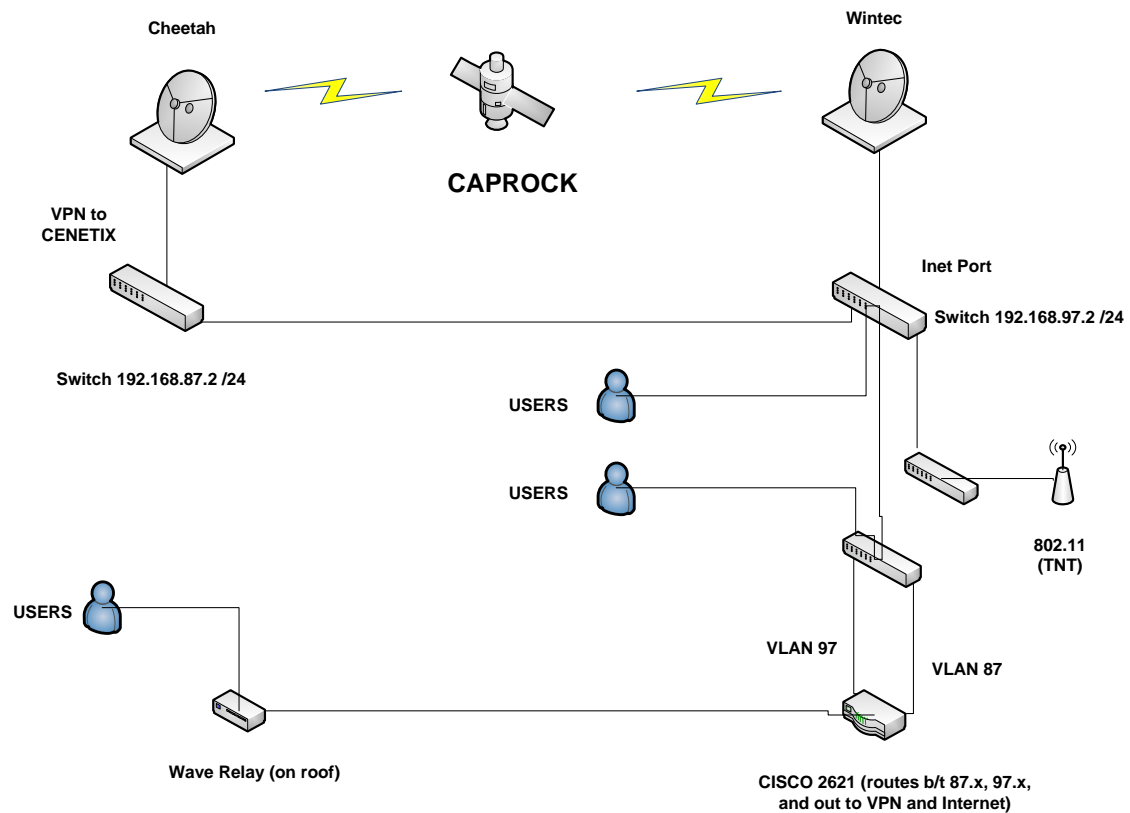 Cheetah
Wintec
CAPROCK
VPN to
CENETIX
Inet Port
Switch 192.168.97.2 /24
Switch 192.168.87.2 /24
USERS
USERS
802.11
(TNT)
USERS
VLAN 97
VLAN 87
Wave Relay (on roof)
CISCO 2621 (routes b/t 87.x, 97.x,
and out to VPN and Internet)